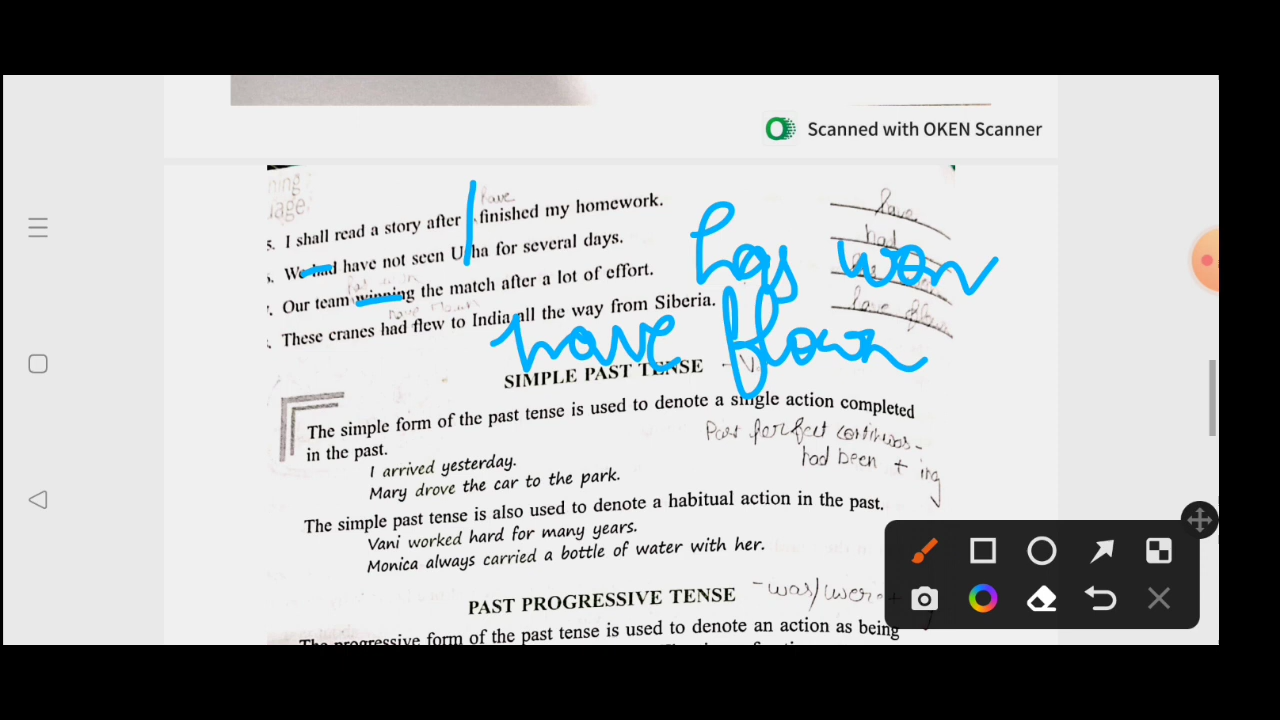 Scanned with OKEN Scanner
ning
uage
have
5. I shall read a story after finished my homework.
have
6. We had have not seen Usha for several days.
had
has won
7. Our team winning the match after a lot of effort.
have flown
These cranes had flew to India all the way from Siberia.
have flown
have flown
SIMPLE PAST TENSE
The simple form of the past tense is used to denote a single action completed
in the past.
Past perfect continuous -
had been + ing
I arrived yesterday.
Mary drove the car to the park.
The simple past tense is also used to denote a habitual action in the past.
Vani worked hard for many years.
Monica always carried a bottle of water with her.
PAST PROGRESSIVE TENSE - was/were +
The progressive form of the past tense is used to denote an action as being